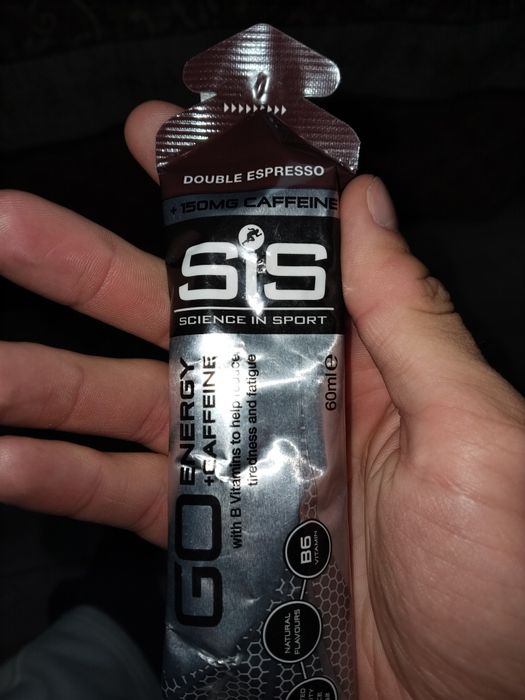 DOUBLE ESPRESSO
+ 150MG CAFFEINE
SiS
SCIENCE IN SPORT
GO ENERGY
+CAFFEINE
with B Vitamins to help reduce
tiredness and fatigue
60ml e
B6
VITAMIN
NATURAL
FLAVOURS